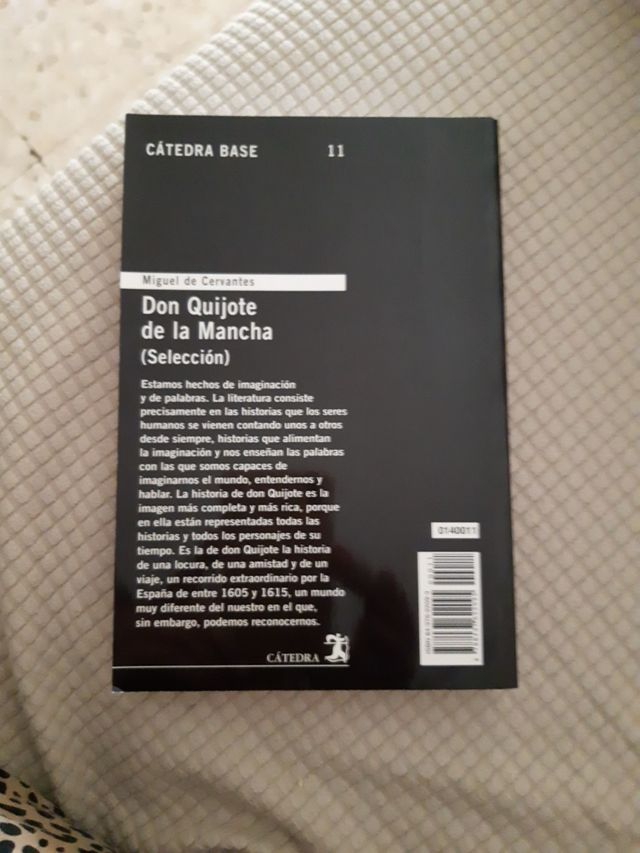 CÁTEDRA BASE 11
Miguel de Cervantes
Don Quijote
de la Mancha
(Selección)
Estamos hechos de imaginación
y de palabras. La literatura consiste
precisamente en las historias que los seres
humanos se vienen contando unos a otros
desde siempre, historias que alimentan
la imaginación y nos enseñan las palabras
con las que somos capaces de
imaginarnos el mundo, entendernos y
hablar. La historia de don Quijote es la
imagen más completa y más rica, porque
en ella están representadas todas las
historias y todos los personajes de su
tiempo. Es la de don Quijote la historia
de una locura, de una amistad y de un
viaje, un recorrido extraordinario por la
España de entre 1605 y 1615, un mundo
muy diferente del nuestro en el que,
sin embargo, podemos reconocernos.
CÁTEDRA
0140011